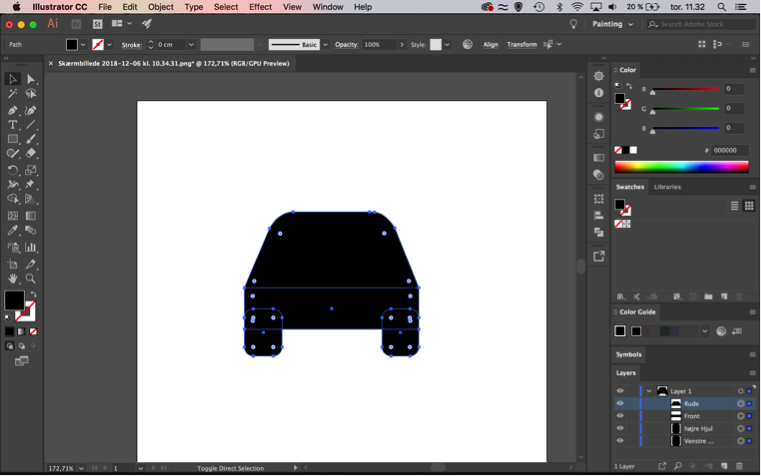 Illustrator CC File Edit Object Type Select Effect View Window Help 20 % tor. 11.32
Ai Br St Painting Search Adobe Stock
Path Stroke: 0 cm Basic Opacity: 100% Style: Align Transform
× Skærmbillede 2018-12-06 kl. 10.34.31.png* @ 172,71% (RGB/GPU Preview)
Color
R 0
G 0
B 0
# 000000
Swatches Libraries
Color Guide
Symbols
Layers
Layer 1
Rude
Front
højre Hjul
Venstre ...
1 Layer
172,71% 1 Toggle Direct Selection